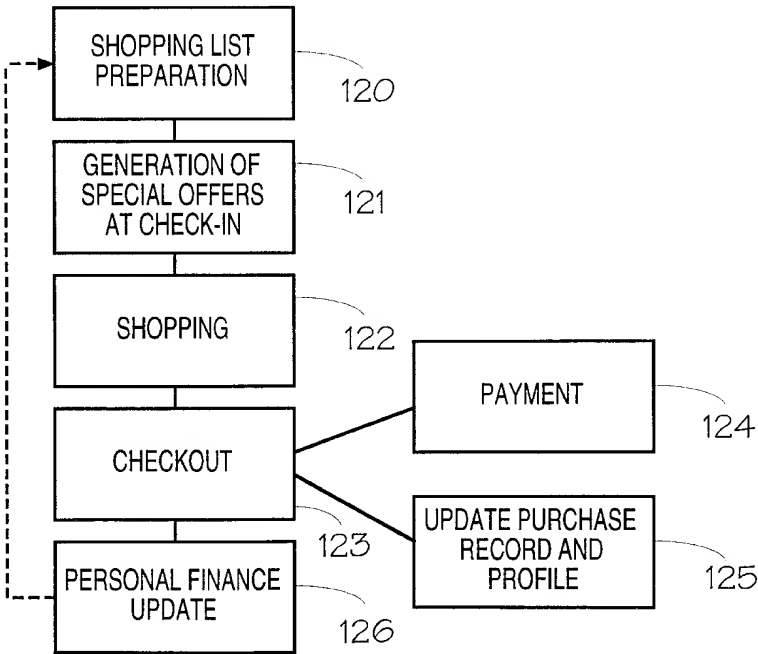 SHOPPING LIST
PREPARATION
120
GENERATION OF
SPECIAL OFFERS
AT CHECK-IN
121
SHOPPING
122
PAYMENT
124
CHECKOUT
123
UPDATE PURCHASE
RECORD AND
PROFILE
125
PERSONAL FINANCE
UPDATE
126